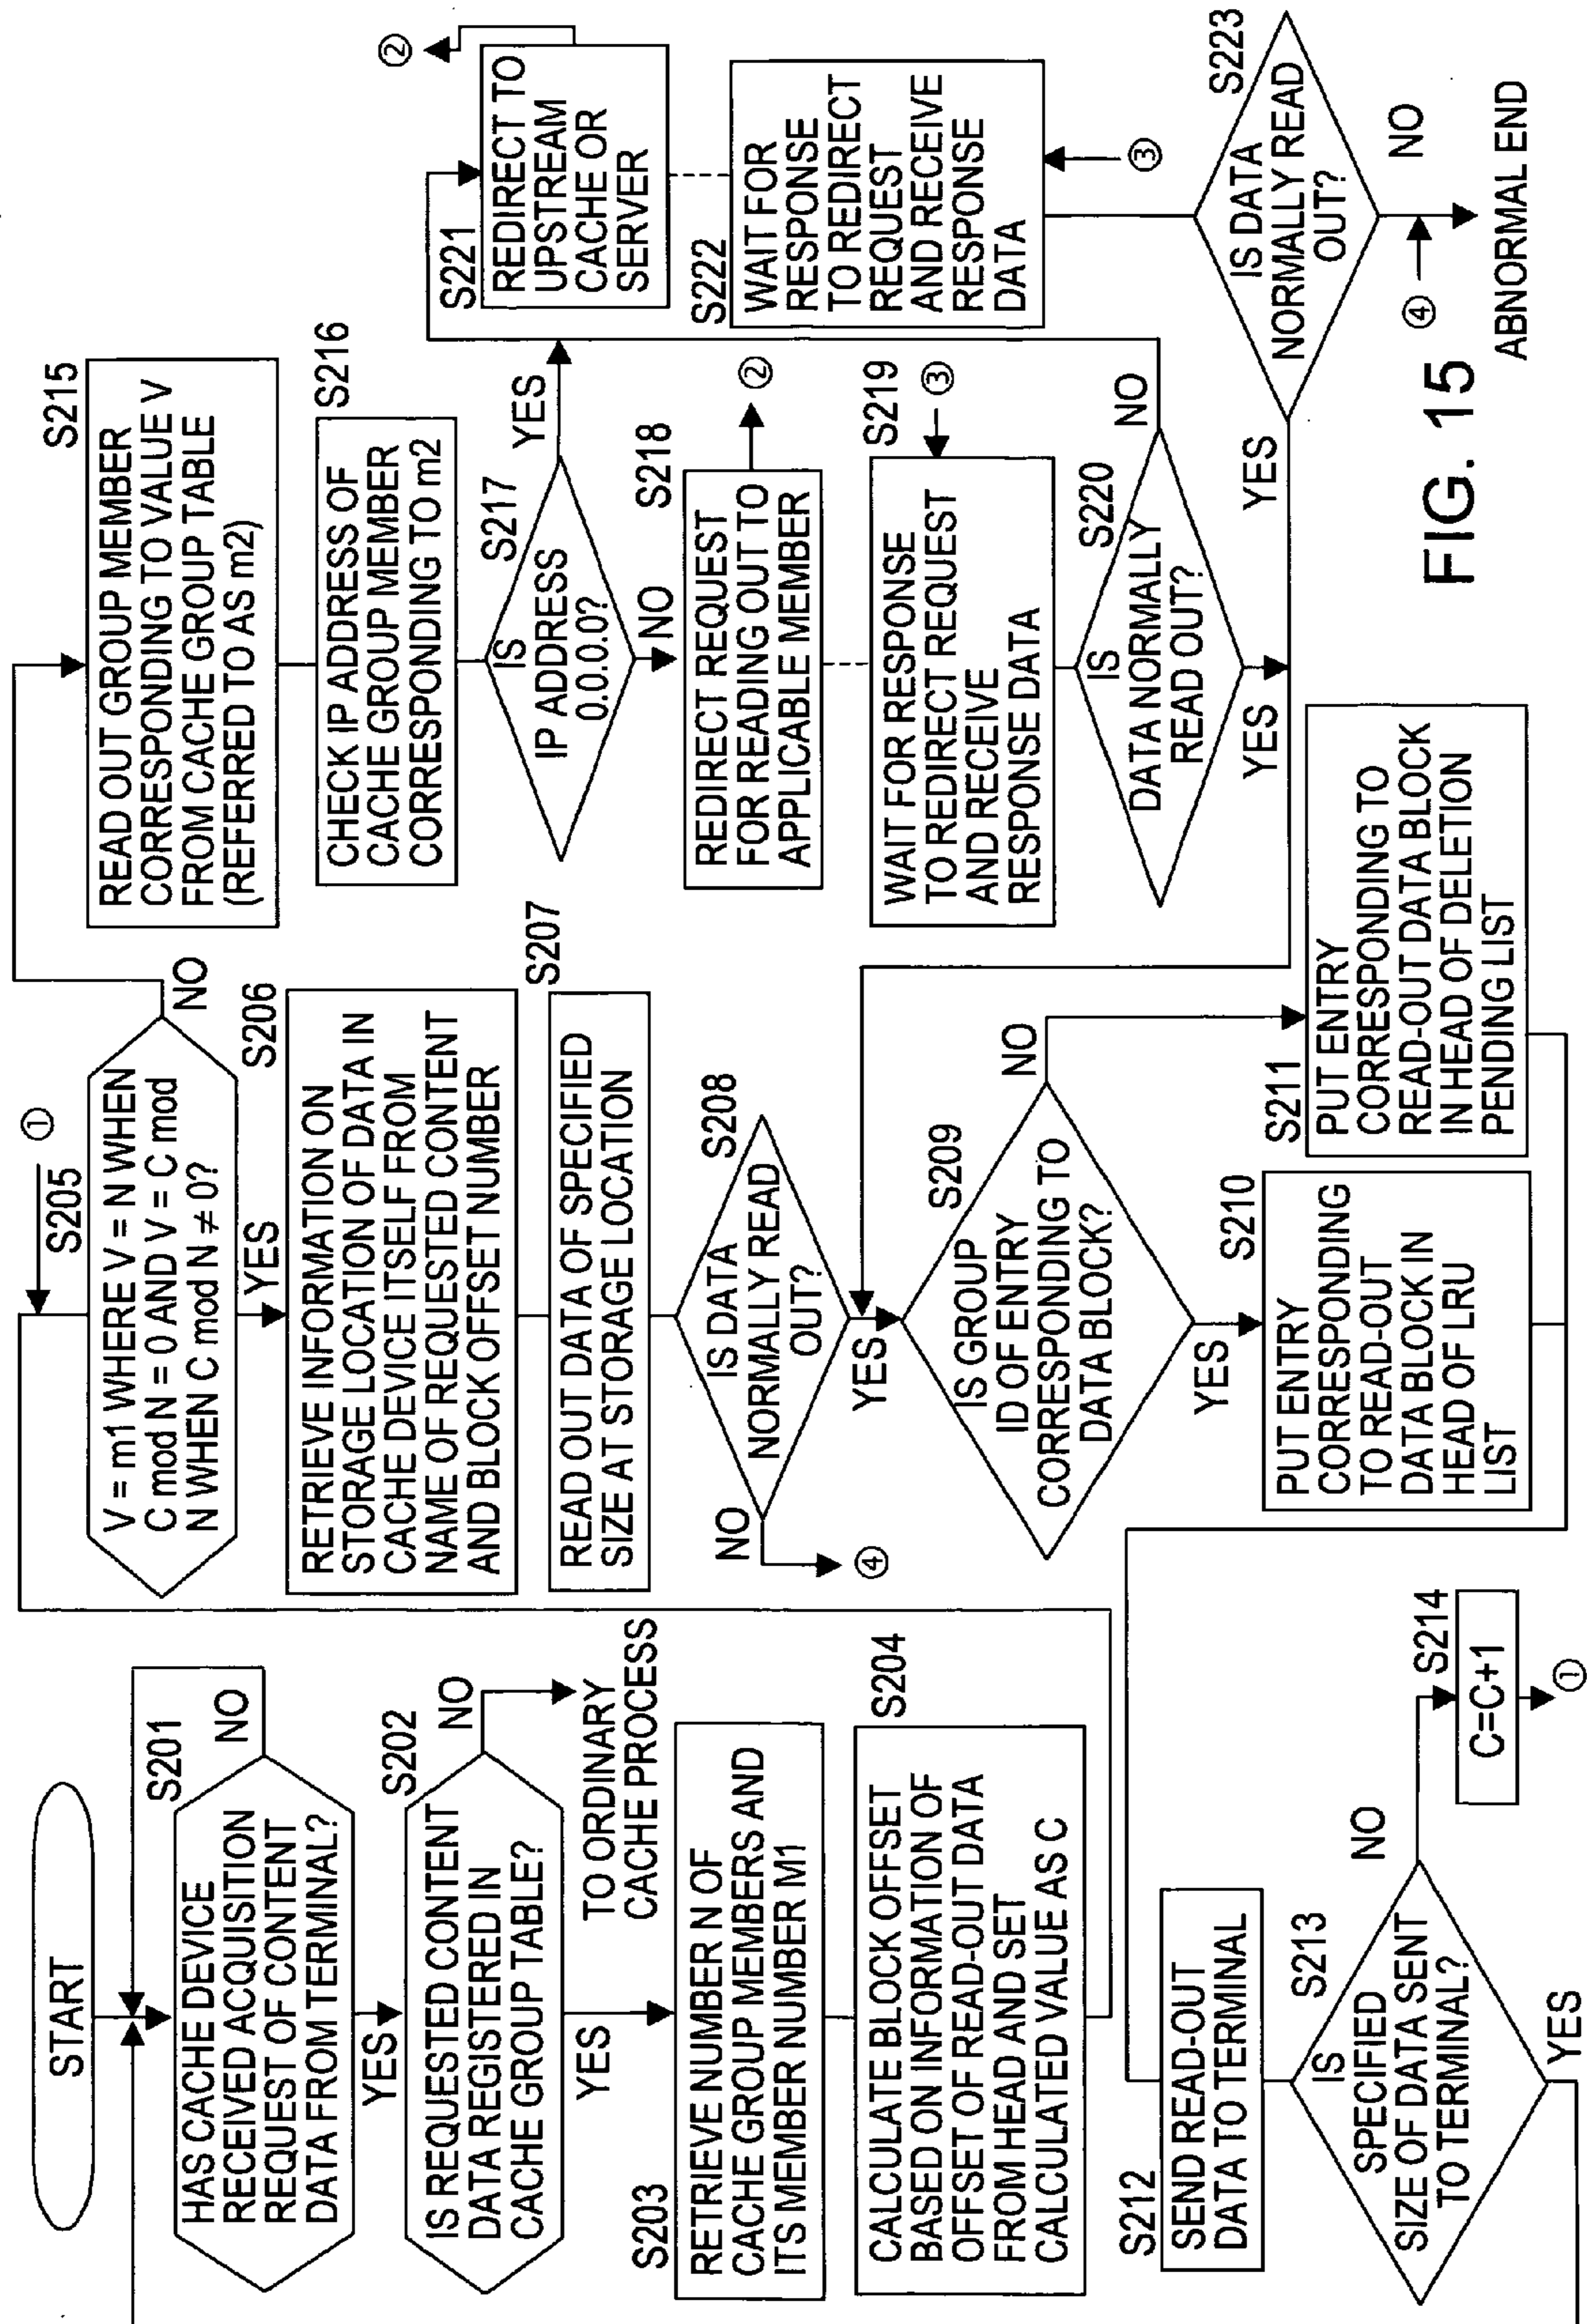 START
S201
HAS CACHE DEVICE
RECEIVED ACQUISITION
REQUEST OF CONTENT
DATA FROM TERMINAL?
NO
YES
S202
IS REQUESTED CONTENT
DATA REGISTERED IN
CACHE GROUP TABLE?
NO
TO ORDINARY
CACHE PROCESS
YES
S203
RETRIEVE NUMBER N OF
CACHE GROUP MEMBERS AND
ITS MEMBER NUMBER M1
S204
CALCULATE BLOCK OFFSET
BASED ON INFORMATION OF
OFFSET OF READ-OUT DATA
FROM HEAD AND SET
CALCULATED VALUE AS C
S212
SEND READ-OUT
DATA TO TERMINAL
S213
IS
SPECIFIED
SIZE OF DATA SENT
TO TERMINAL?
NO
YES
S214
C=C+1
①
①
S205
V = m1 WHERE V = N WHEN
C mod N = 0 AND V = C mod
N WHEN C mod N ≠ 0?
NO
YES
S206
RETRIEVE INFORMATION ON
STORAGE LOCATION OF DATA IN
CACHE DEVICE ITSELF FROM
NAME OF REQUESTED CONTENT
AND BLOCK OFFSET NUMBER
S207
READ OUT DATA OF SPECIFIED
SIZE AT STORAGE LOCATION
S208
IS DATA
NORMALLY READ
OUT?
NO
④
YES
S209
IS GROUP
ID OF ENTRY
CORRESPONDING TO
DATA BLOCK?
NO
YES
S210
PUT ENTRY
CORRESPONDING
TO READ-OUT
DATA BLOCK IN
HEAD OF LRU
LIST
S211
PUT ENTRY
CORRESPONDING TO
READ-OUT DATA BLOCK
IN HEAD OF DELETION
PENDING LIST
S215
READ OUT GROUP MEMBER
CORRESPONDING TO VALUE V
FROM CACHE GROUP TABLE
(REFERRED TO AS m2)
S216
CHECK IP ADDRESS OF
CACHE GROUP MEMBER
CORRESPONDING TO m2
S217
IS
IP ADDRESS
0.0.0.0?
YES
NO
S218
REDIRECT REQUEST
FOR READING OUT TO
APPLICABLE MEMBER
②
S219
③
WAIT FOR RESPONSE
TO REDIRECT REQUEST
AND RECEIVE
RESPONSE DATA
S220
IS
DATA NORMALLY
READ OUT?
NO
YES
②
S221
REDIRECT TO
UPSTREAM
CACHE OR
SERVER
S222
WAIT FOR
RESPONSE
TO REDIRECT
REQUEST
AND RECEIVE
RESPONSE
DATA
③
S223
IS DATA
NORMALLY READ
OUT?
YES
NO
④
ABNORMAL END
FIG. 15